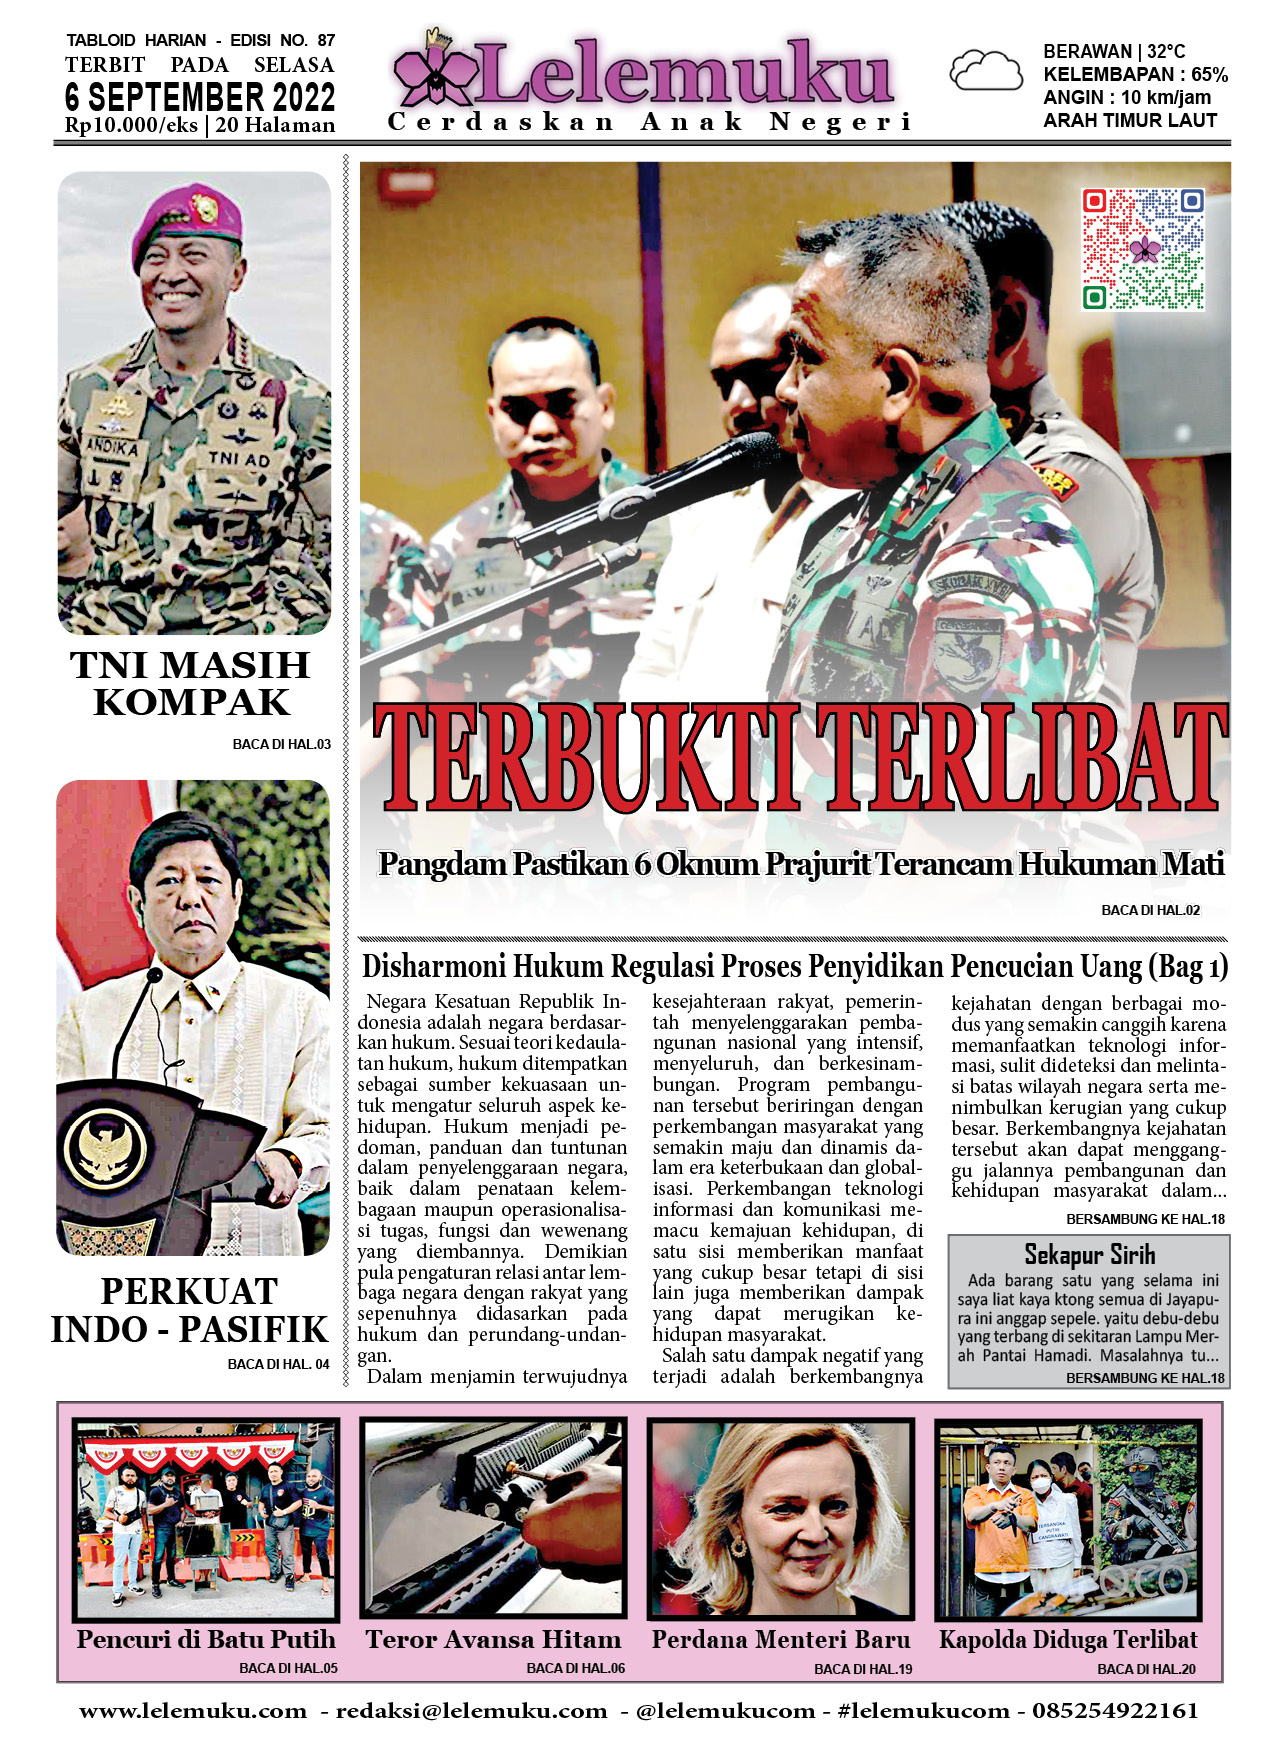 TABLOID HARIAN - EDISI NO. 87
TERBIT PADA SELASA
6 SEPTEMBER 2022
Rp10.000/eks | 20 Halaman
Lelemuku
Cerdaskan Anak Negeri
BERAWAN | 32°C
KELEMBAPAN : 65%
ANGIN : 10 km/jam
ARAH TIMUR LAUT
ANDIKA
TNI AD
TNI MASIH
KOMPAK
BACA DI HAL.03
TERBUKTI TERLIBAT
Pangdam Pastikan 6 Oknum Prajurit Terancam Hukuman Mati
BACA DI HAL.02
PERKUAT
INDO - PASIFIK
BACA DI HAL. 04
Disharmoni Hukum Regulasi Proses Penyidikan Pencucian Uang (Bag 1)
Negara Kesatuan Republik In-
donesia adalah negara berdasar-
kan hukum. Sesuai teori kedaula-
tan hukum, hukum ditempatkan
sebagai sumber kekuasaan un-
tuk mengatur seluruh aspek ke-
hidupan. Hukum menjadi pe-
doman, panduan dan tuntunan
dalam penyelenggaraan negara,
baik dalam penataan kelem-
bagaan maupun operasionalisa-
si tugas, fungsi dan wewenang
yang diembannya. Demikian
pula pengaturan relasi antar lem-
baga negara dengan rakyat yang
sepenuhnya didasarkan pada
hukum dan perundang-undan-
gan.
Dalam menjamin terwujudnya
kesejahteraan rakyat, pemerin-
tah menyelenggarakan pemba-
ngunan nasional yang intensif,
menyeluruh, dan berkesinam-
bungan. Program pembangu-
nan tersebut beriringan dengan
perkembangan masyarakat yang
semakin maju dan dinamis da-
lam era keterbukaan dan global-
isasi. Perkembangan teknologi
informasi dan komunikasi me-
macu kemajuan kehidupan, di
satu sisi memberikan manfaat
yang cukup besar tetapi di sisi
lain juga memberikan dampak
yang dapat merugikan ke-
hidupan masyarakat.
Salah satu dampak negatif yang
terjadi adalah berkembangnya
kejahatan dengan berbagai mo-
dus yang semakin canggih karena
memanfaatkan teknologi infor-
masi, sulit dideteksi dan melinta-
si batas wilayah negara serta me-
nimbulkan kerugian yang cukup
besar. Berkembangnya kejahatan
tersebut akan dapat menggang-
gu jalannya pembangunan dan
kehidupan masyarakat dalam...
BERSAMBUNG KE HAL.18
Sekapur Sirih
Ada barang satu yang selama ini
saya liat kaya ktong semua di Jayapu-
ra ini anggap sepele. yaitu debu-debu
yang terbang di sekitaran Lampu Mer-
ah Pantai Hamadi. Masalahnya tu...
BERSAMBUNG KE HAL.18
TERSANGKA
PUTRI
CANDRAWATI
Pencuri di Batu Putih
BACA DI HAL.05
Teror Avansa Hitam
BACA DI HAL.06
Perdana Menteri Baru
BACA DI HAL.19
Kapolda Diduga Terlibat
BACA DI HAL.20
www.lelemuku.com - redaksi@lelemuku.com - @lelemukucom - #lelemukucom - 085254922161